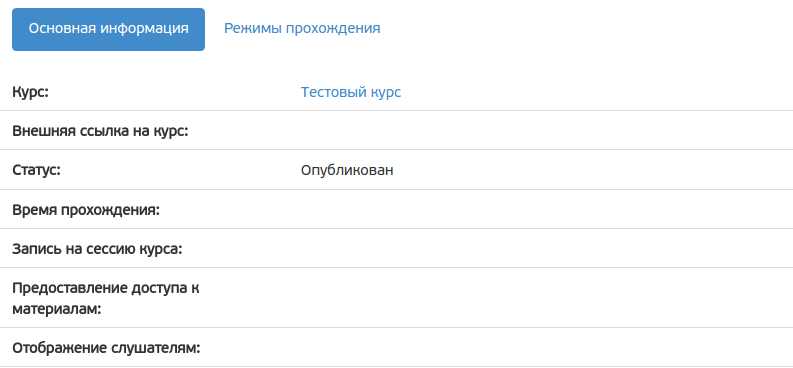 Основная информация Режимы прохождения
Курс: Тестовый курс
Внешняя ссылка на курс:
Статус: Опубликован
Время прохождения:
Запись на сессию курса:
Предоставление доступа к
материалам:
Отображение слушателям: